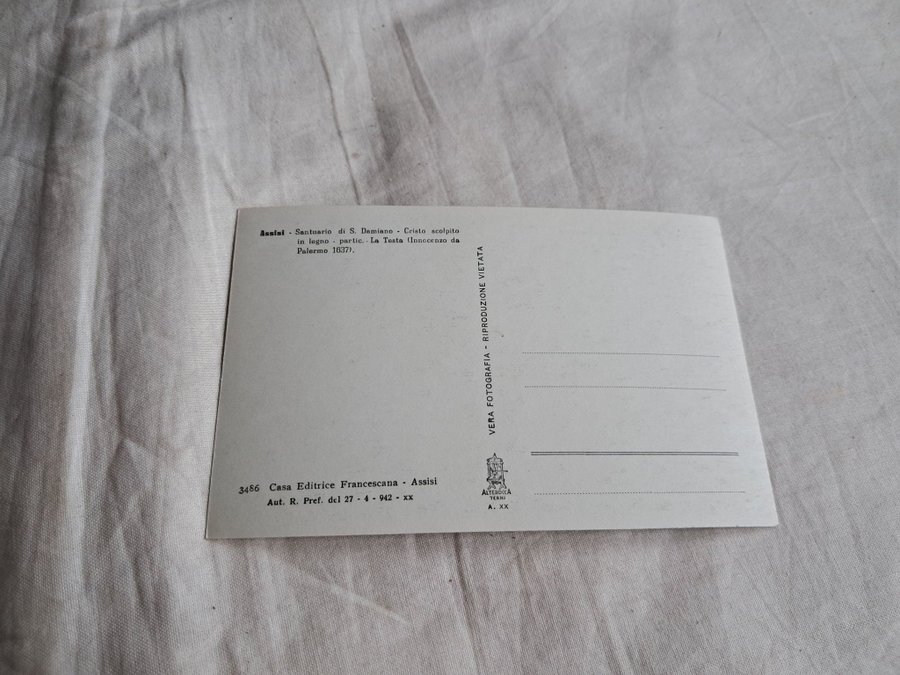 Assisi - Santuario di S. Damiano - Cristo scolpito
in legno - partic. La Testa (Innocenzo da
Palermo 1637).
VERA FOTOGRAFIA - RIPRODUZIONE VIETATA
3486 Casa Editrice Francescana - Assisi
Aut. R. Pref. del 27 - 4 - 942 - xx
ALTEROCCA
TERNI
A. XX